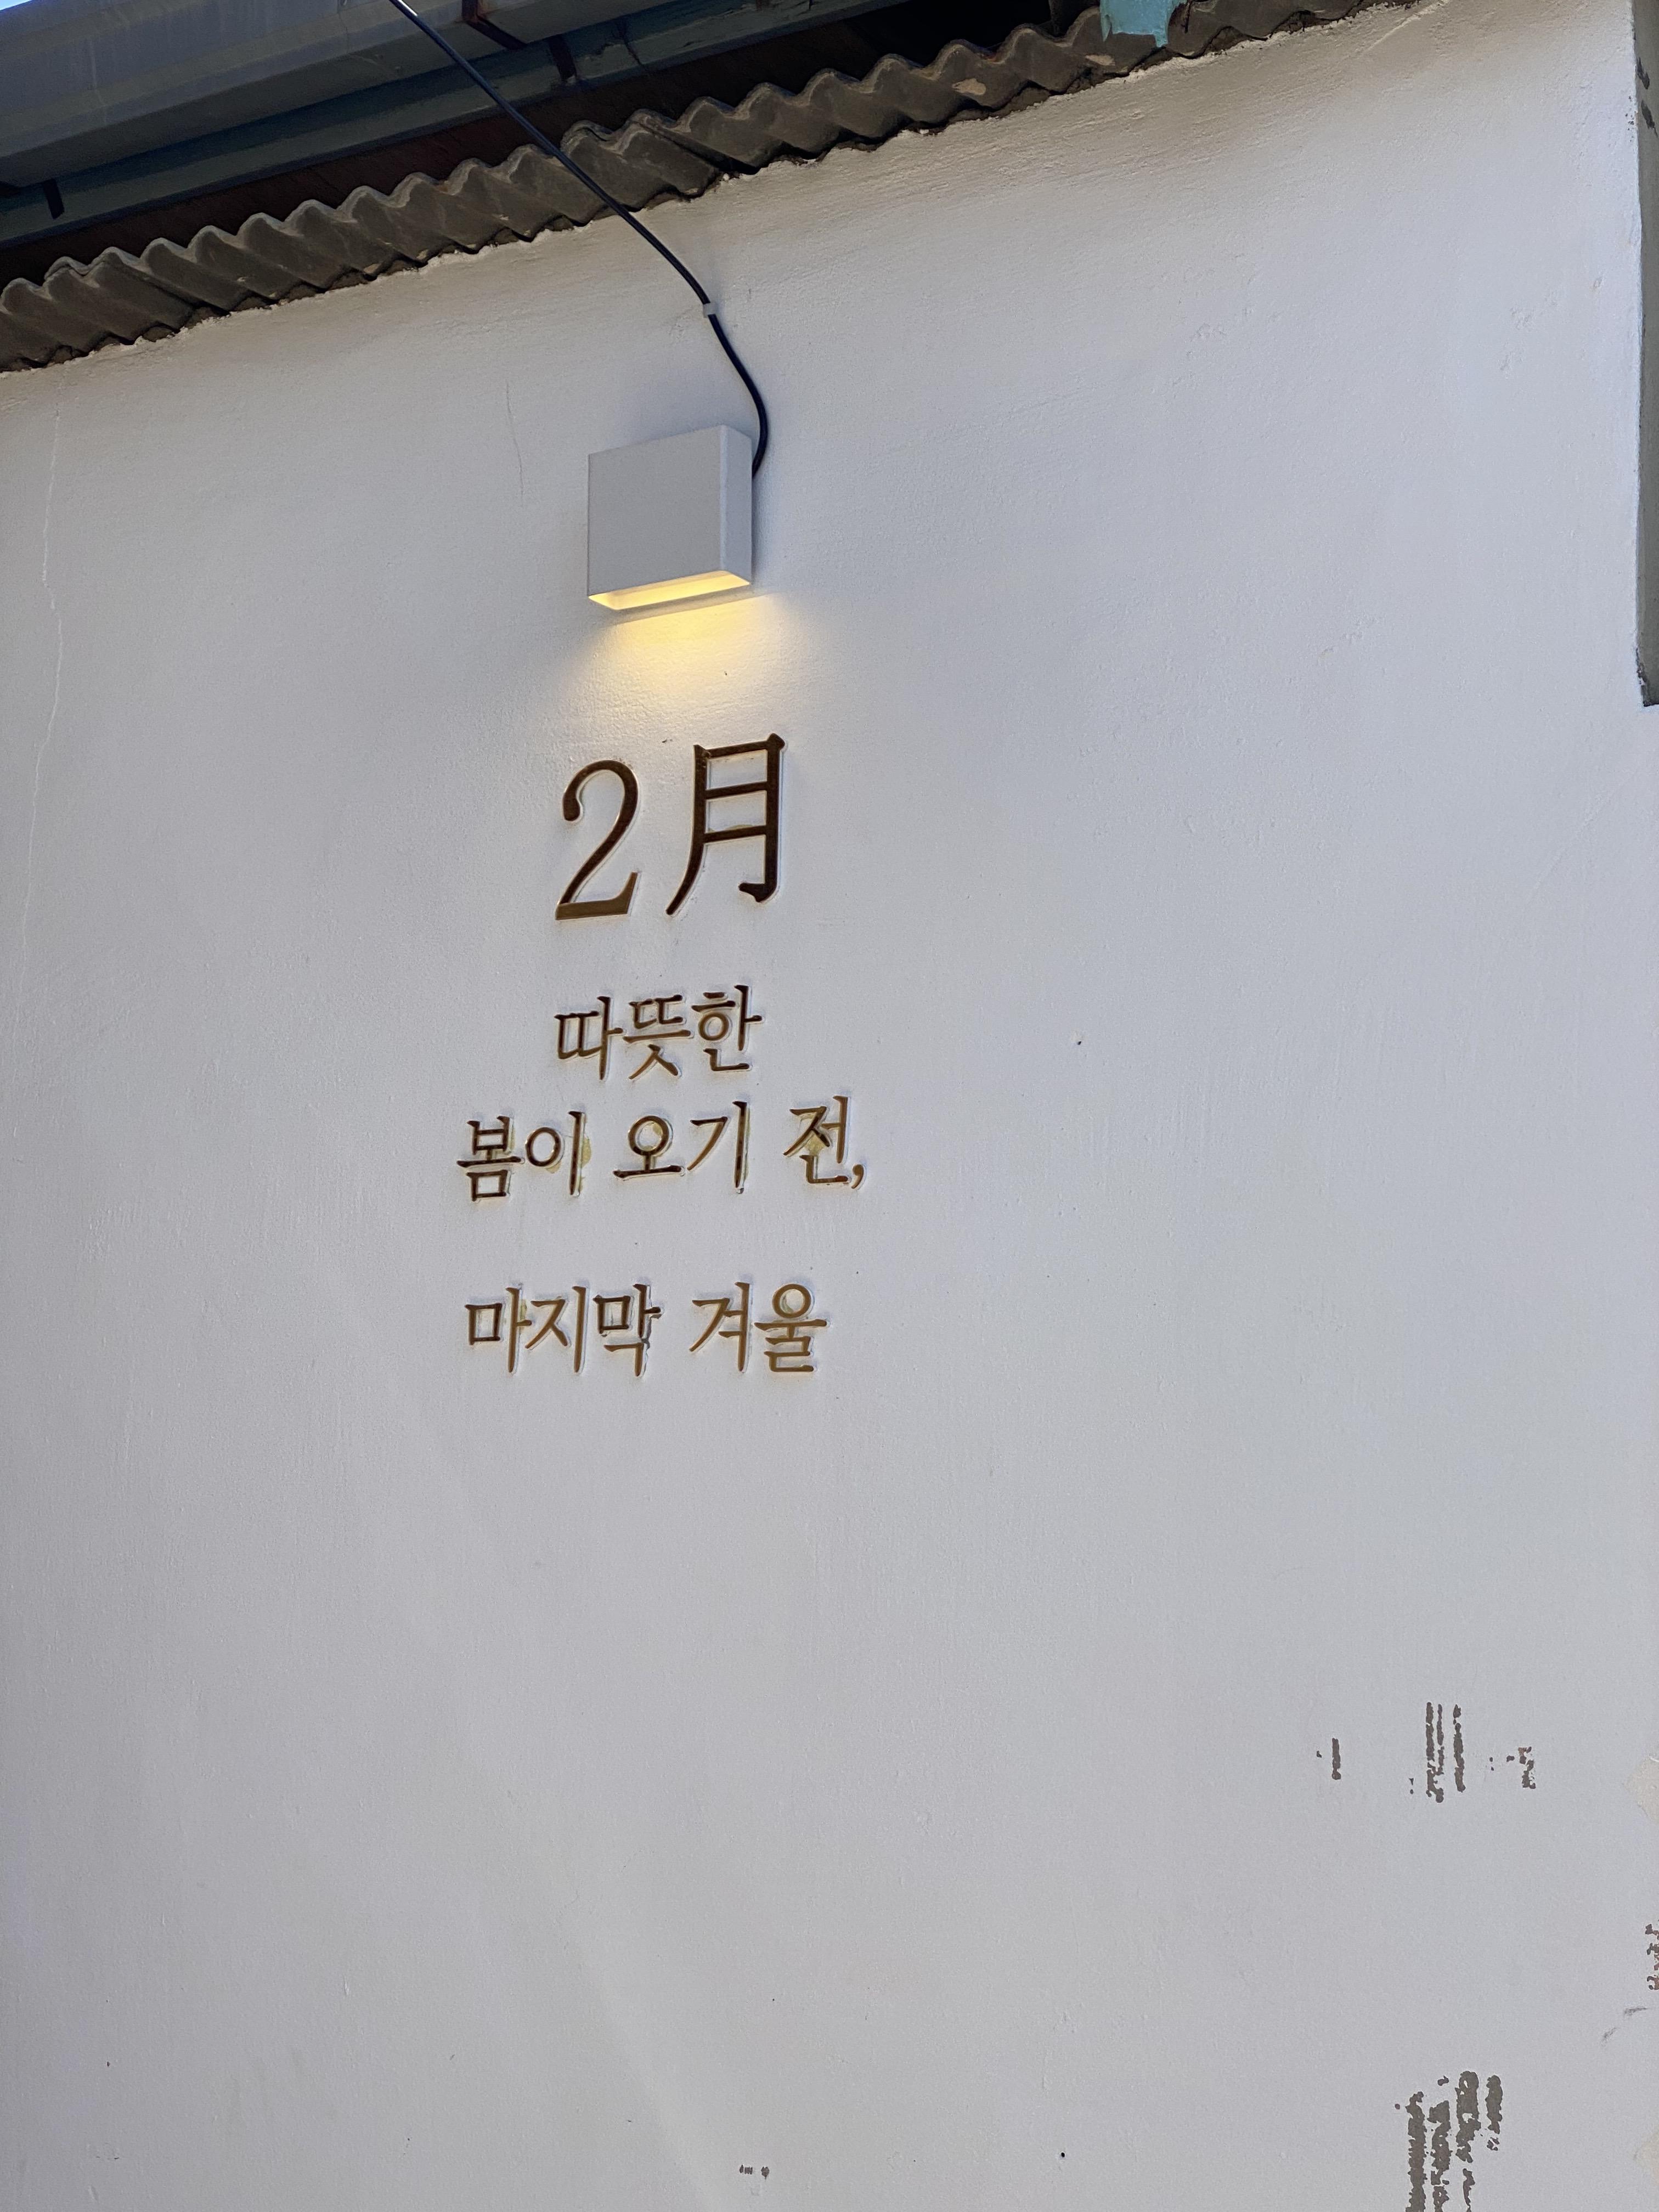 2月
따뜻한
봄이 오기 전,
마지막 겨울